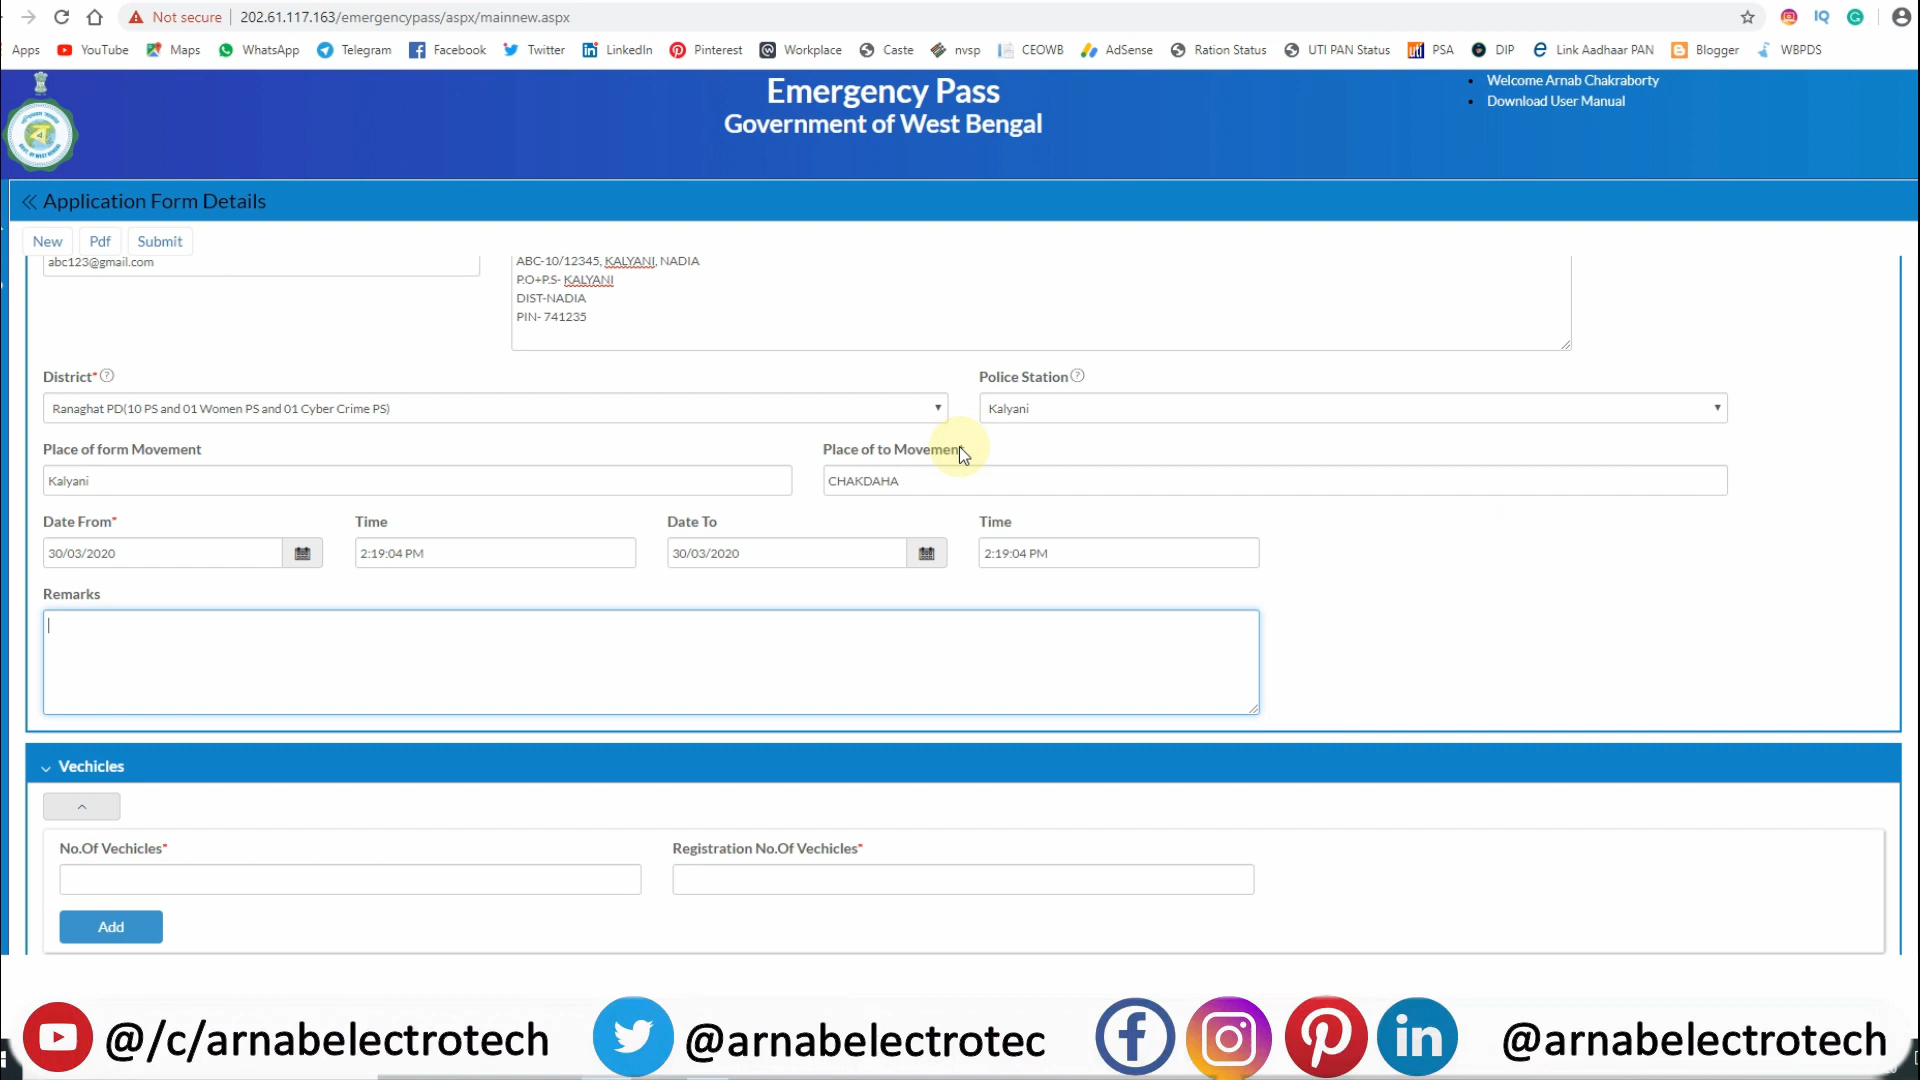 Not secure | 202.61.117.163/emergencypass/aspx/mainnew.aspx
Apps YouTube Maps WhatsApp Telegram Facebook Twitter LinkedIn Pinterest Workplace Caste nvsp CEOWB AdSense Ration Status UTI PAN Status PSA DIP Link Aadhaar PAN Blogger WBPDS
Emergency Pass
Government of West Bengal
Welcome Arnab Chakraborty
Download User Manual
Application Form Details
New Pdf Submit
abc123@gmail.com
ABC-10/12345, KALYANI, NADIA
P.O+P.S- KALYANI
DIST-NADIA
PIN- 741235
District* Police Station
Ranaghat PD(10 PS and 01 Women PS and 01 Cyber Crime PS) Kalyani
Place of form Movement Place of to Movement
Kalyani CHAKDAHA
Date From* Time Date To Time
30/03/2020 2:19:04 PM 30/03/2020 2:19:04 PM
Remarks
Vechicles
No.Of Vechicles* Registration No.Of Vechicles*
Add
@/c/arnabelectrotech @arnabelectrotec @arnabelectrotech